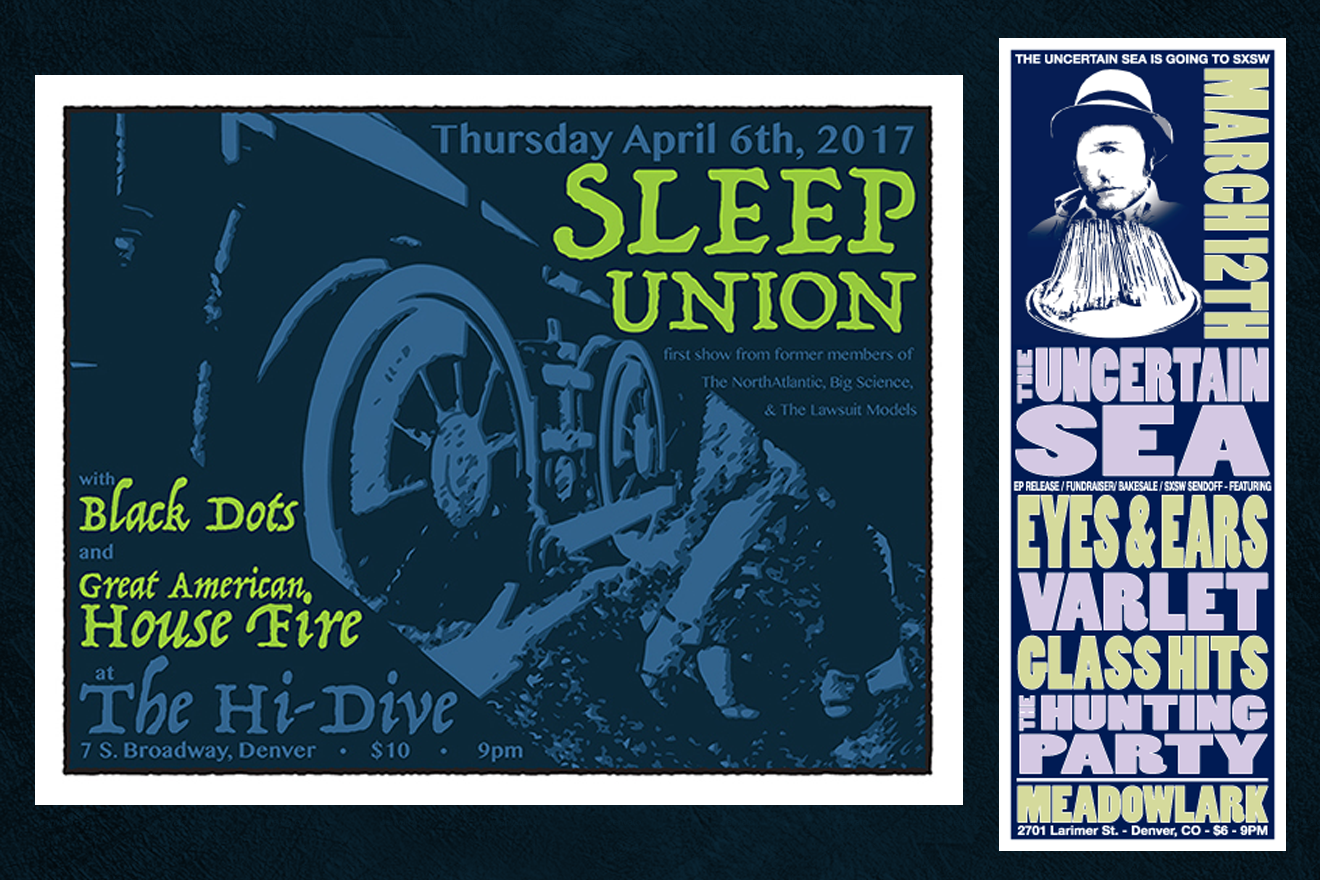 Thursday April 6th, 2017
SLEEP
UNION
first show from former members of
The NorthAtlantic, Big Science,
& The Lawsuit Models
with
Black Dots
and
Great American
House Fire
at
The Hi-Dive
7 S. Broadway, Denver • $10 • 9pm
THE UNCERTAIN SEA IS GOING TO SXSW
MARCH 12TH
THE UNCERTAIN
SEA
EP RELEASE / FUNDRAISER/ BAKESALE / SXSW SENDOFF - FEATURING
EYES & EARS
VARLET
GLASS HITS
THE HUNTING
PARTY
MEADOWLARK
2701 Larimer St. - Denver, CO - $6 - 9PM